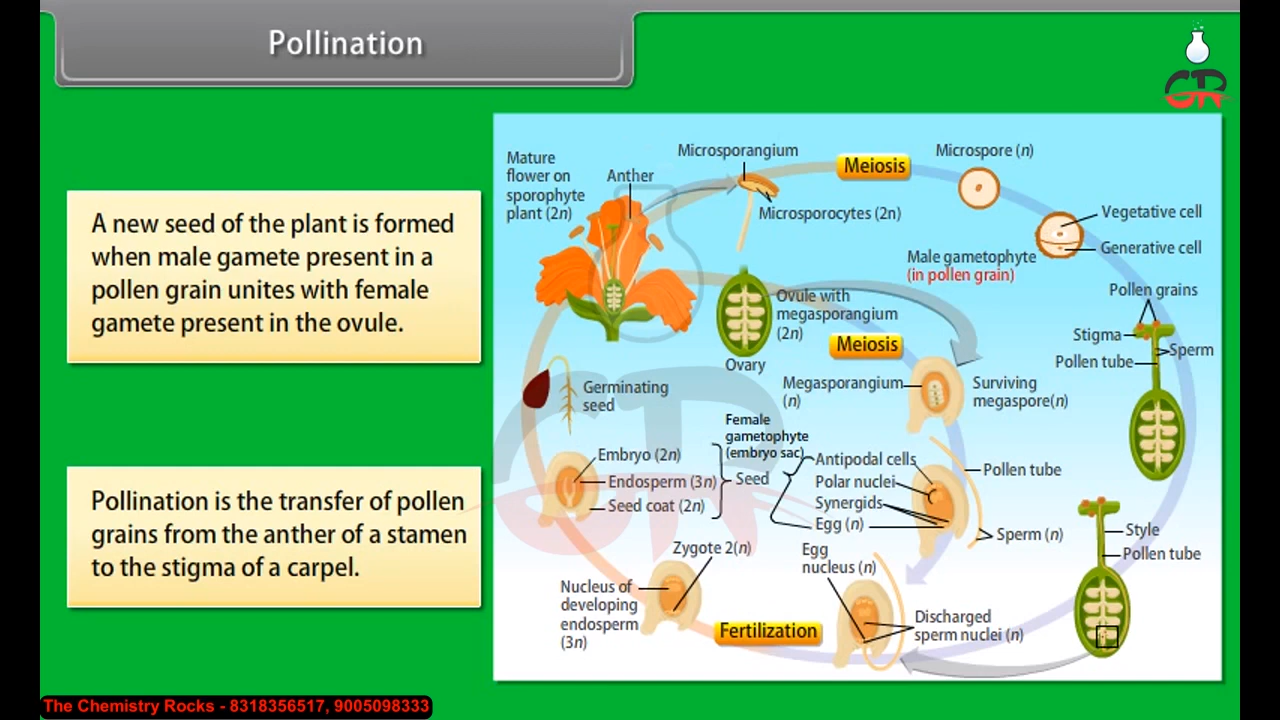 Pollination
CR
A new seed of the plant is formed
when male gamete present in a
pollen grain unites with female
gamete present in the ovule.
Pollination is the transfer of pollen
grains from the anther of a stamen
to the stigma of a carpel.
Mature
flower on
sporophyte
plant (2n)
Anther
Microsporangium
Microsporocytes (2n)
Meiosis
Microspore (n)
Vegetative cell
Generative cell
Male gametophyte
(in pollen grain)
Pollen grains
Stigma
Sperm
Pollen tube
Ovule with
megasporangium
(2n)
Ovary
Meiosis
Megasporangium
(n)
Surviving
megaspore(n)
Germinating
seed
Female
gametophyte
(embryo sac)
Embryo (2n)
Endosperm (3n)
Seed coat (2n)
Seed
Antipodal cells
Polar nuclei
Synergids
Egg (n)
Pollen tube
Sperm (n)
Style
Pollen tube
Zygote 2(n)
Nucleus of
developing
endosperm
(3n)
Fertilization
Egg
nucleus (n)
Discharged
sperm nuclei (n)
CR
The Chemistry Rocks - 8318356517, 9005098333